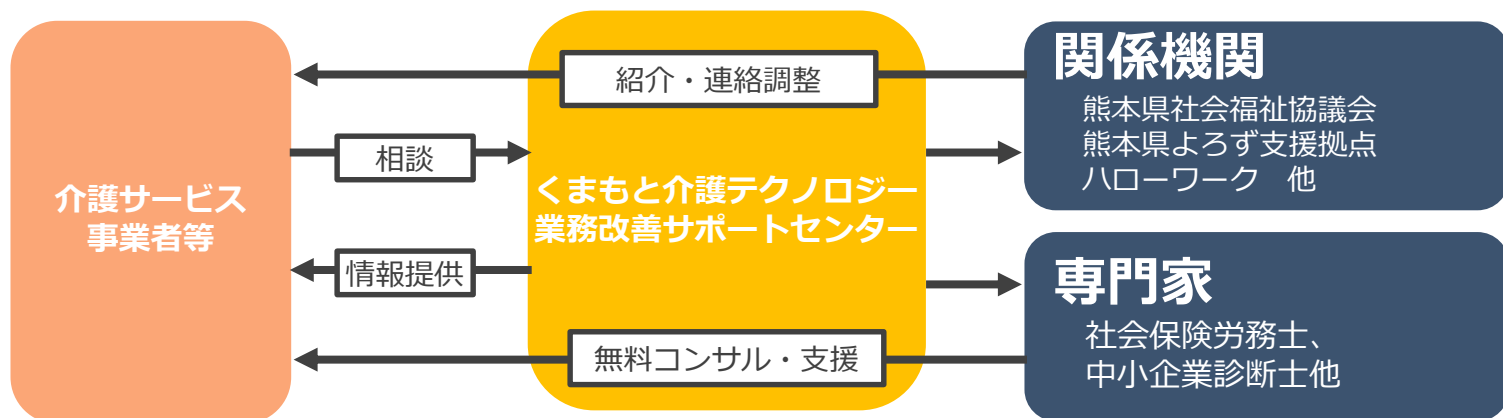 介護サービス
事業者等
紹介・連絡調整
相談
くまもと介護テクノロジー
業務改善サポートセンター
情報提供
無料コンサル・支援
関係機関
熊本県社会福祉協議会
熊本県よろず支援拠点
ハローワーク　他
専門家
社会保険労務士、
中小企業診断士他